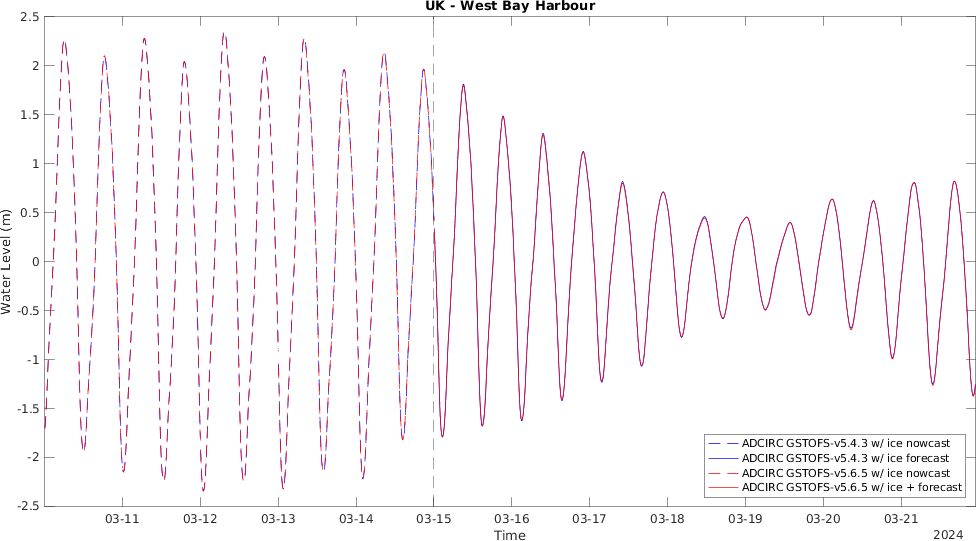 UK - West Bay Harbour
2.5
2
1.5
1
0.5
0
-0.5
-1
-1.5
-2
-2.5
Water Level (m)
ADCIRC GSTOFS-v5.4.3 w/ ice nowcast
ADCIRC GSTOFS-v5.4.3 w/ ice forecast
ADCIRC GSTOFS-v5.6.5 w/ ice nowcast
ADCIRC GSTOFS-v5.6.5 w/ ice + forecast
03-11 03-12 03-13 03-14 03-15 03-16 03-17 03-18 03-19 03-20 03-21
Time
2024